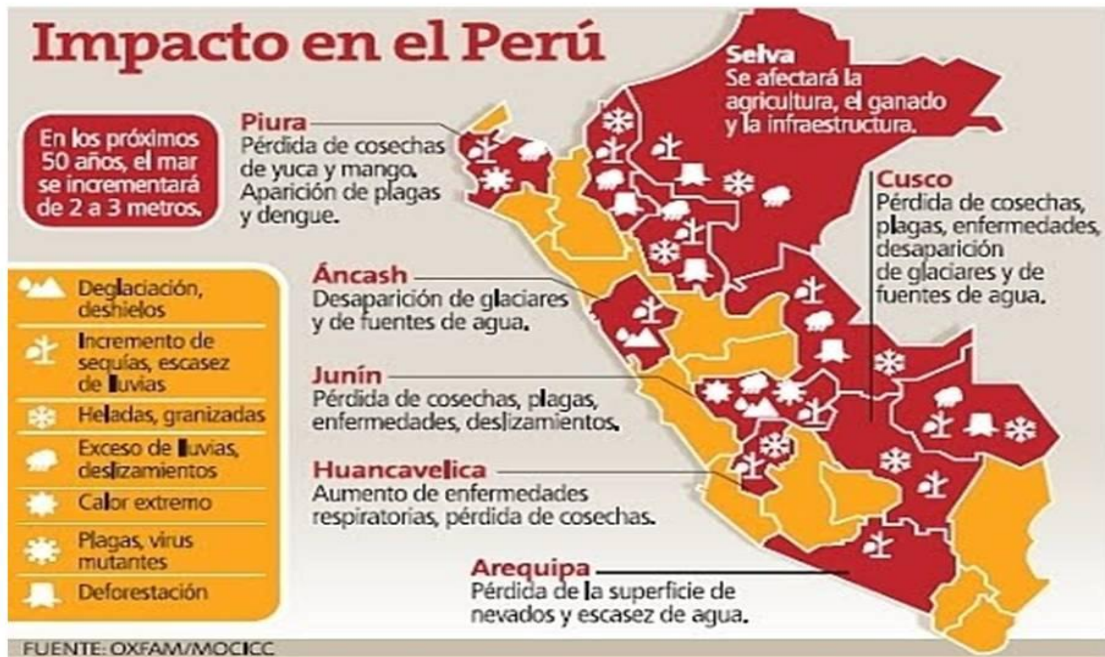 Impacto en el Perú
En los próximos
50 años, el mar
se incrementará
de 2 a 3 metros.
Piura
Pérdida de cosechas
de yuca y mango.
Aparición de plagas
y dengue.
Selva
Se afectará la
agricultura, el ganado
y la infraestructura.
Cusco
Pérdida de cosechas,
plagas, enfermedades,
desaparición
de glaciares y de
fuentes de agua.
Áncash
Desaparición de glaciares
y de fuentes de agua.
Junín
Pérdida de cosechas, plagas,
enfermedades, deslizamientos.
Huancavelica
Aumento de enfermedades
respiratorias, pérdida de cosechas.
Arequipa
Pérdida de la superficie de
nevados y escasez de agua.
Deglaciación,
deshielos
Incremento de
sequías, escasez
de lluvias
Heladas, granizadas
Exceso de lluvias,
deslizamientos
Calor extremo
Plagas, virus
mutantes
Deforestación
FUENTE: OXFAM/MOCICC